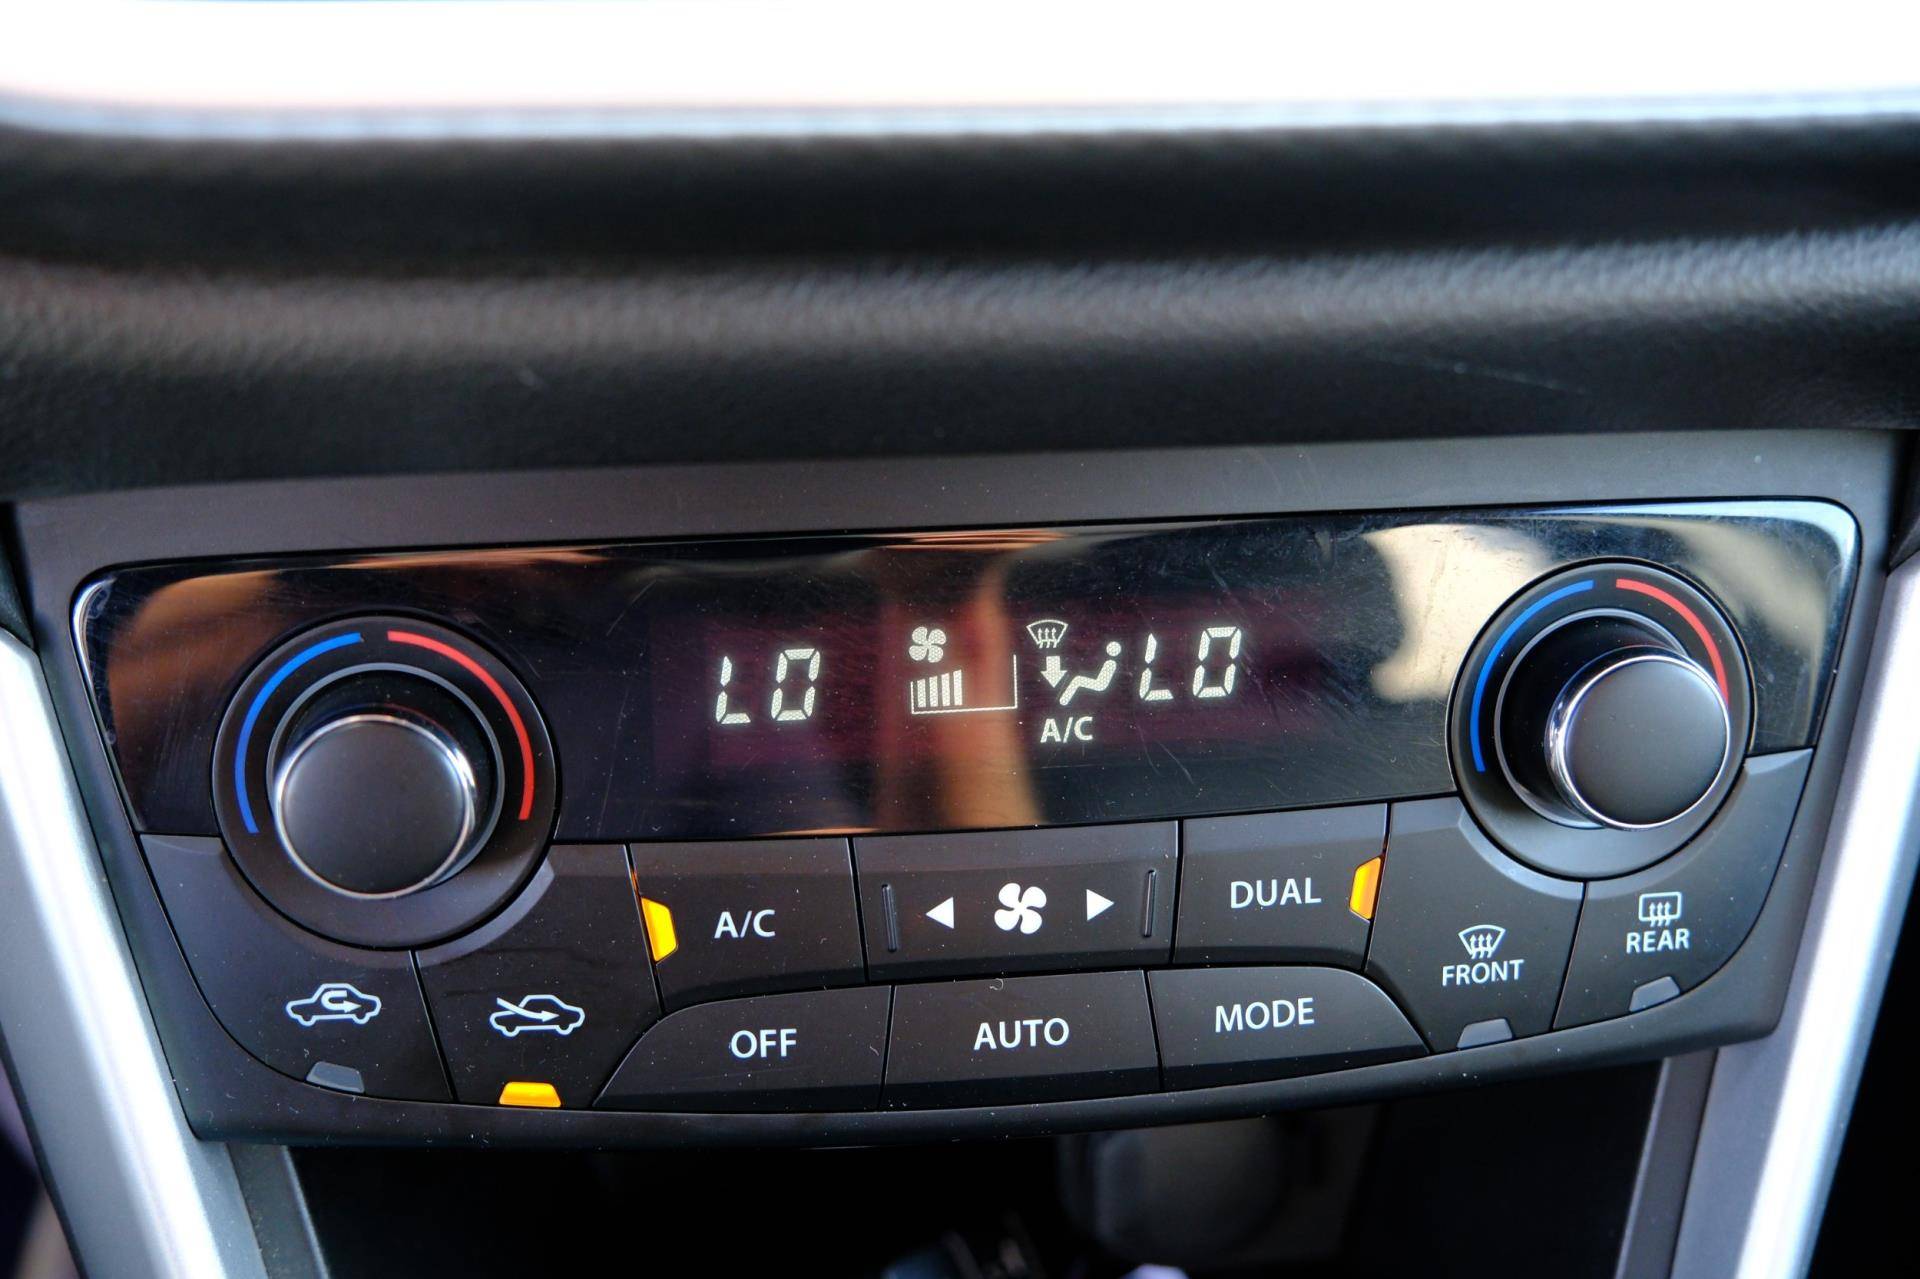 LO LO
A/C
A/C DUAL
FRONT REAR
OFF AUTO MODE